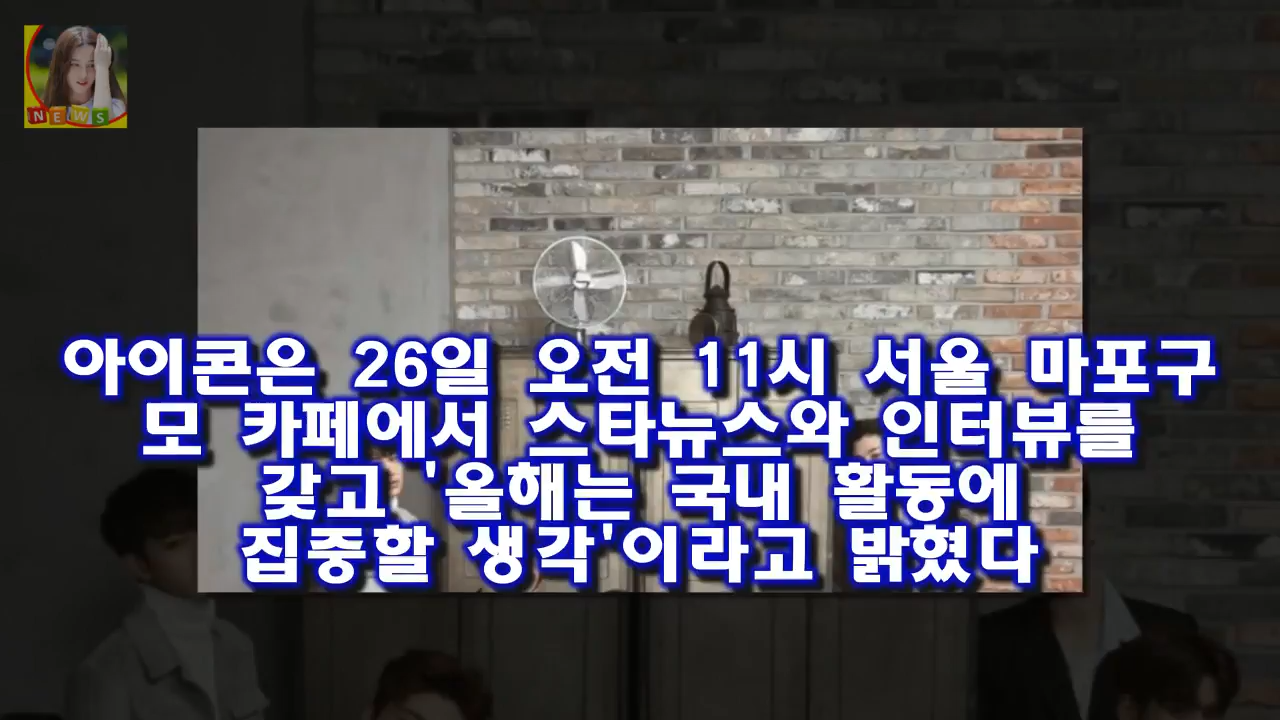 NEWS
아이콘은 26일 오전 11시 서울 마포구
모 카페에서 스타뉴스와 인터뷰를
갖고 '올해는 국내 활동에
집중할 생각'이라고 밝혔다